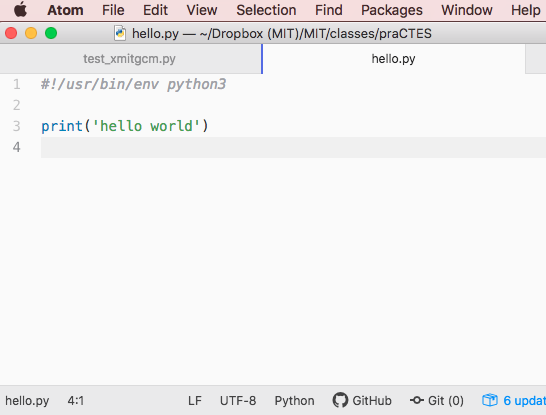 Atom File Edit View Selection Find Packages Window Help
hello.py — ~/Dropbox (MIT)/MIT/classes/praCTES
test_xmitgcm.py hello.py
1 #!/usr/bin/env python3
2
3 print('hello world')
4
hello.py 4:1 LF UTF-8 Python GitHub Git (0) 6 updat